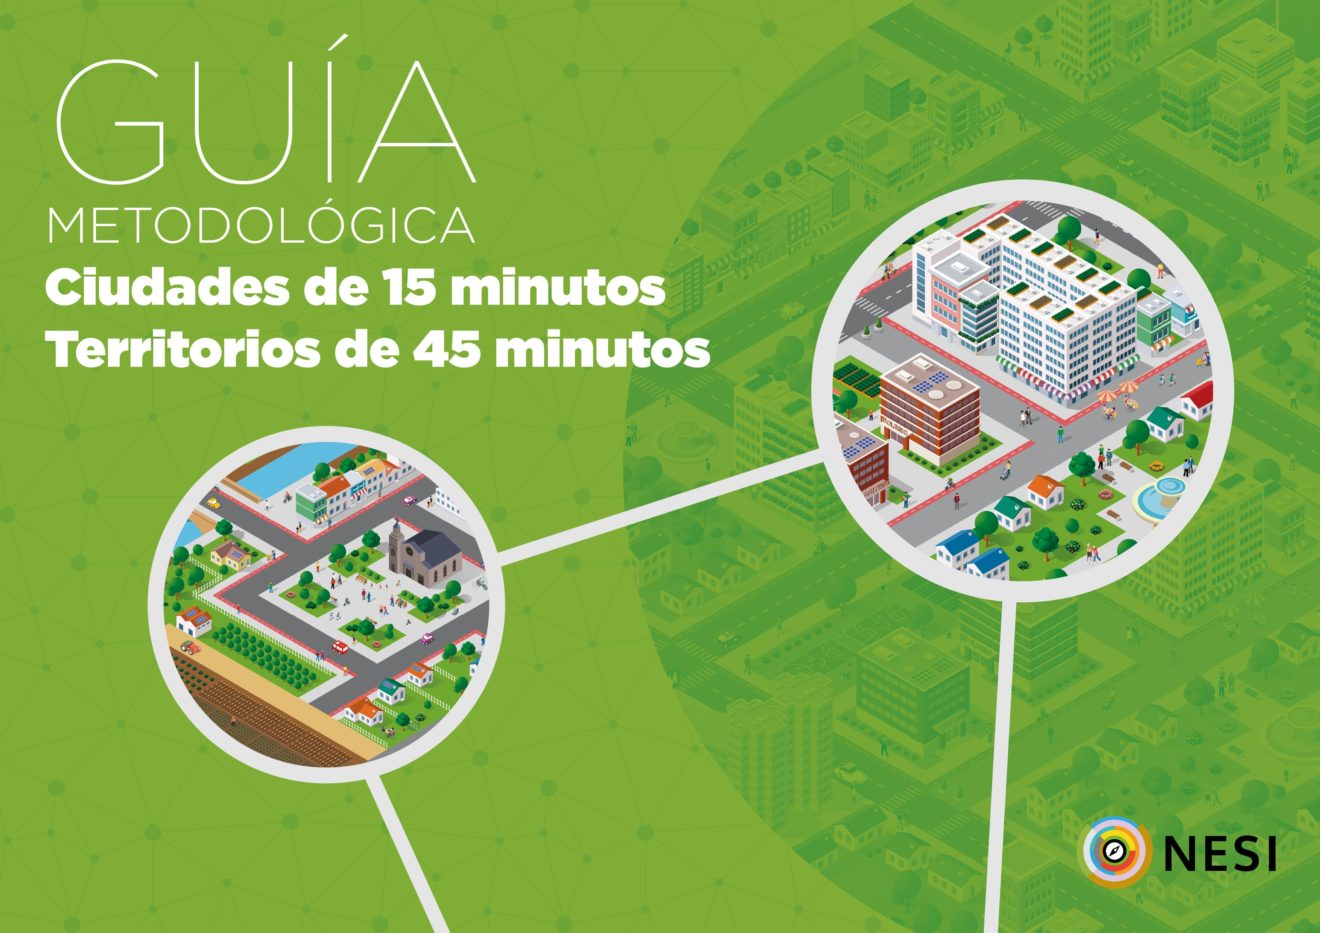 GUÍA
METODOLÓGICA
Ciudades de 15 minutos
Territorios de 45 minutos
NESI